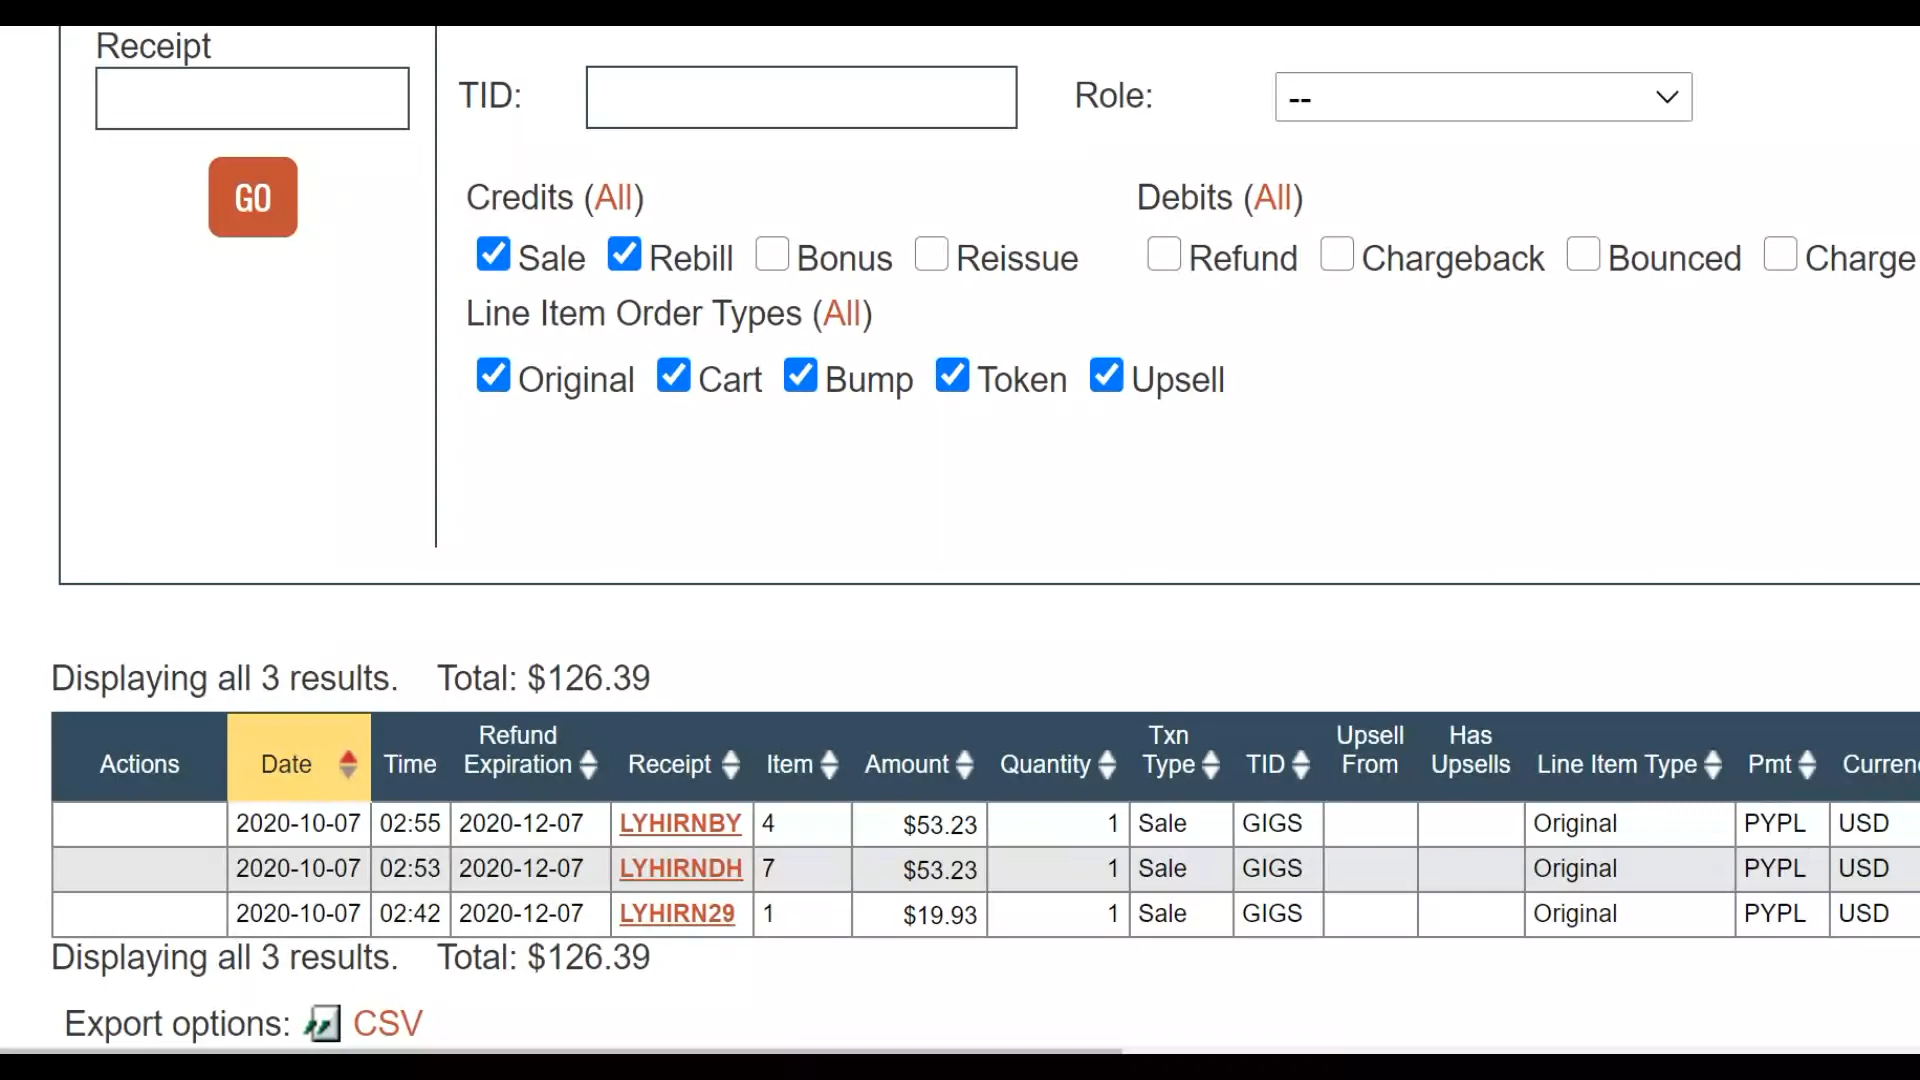 Receipt
TID:
Role: --
GO
Credits (All)
Debits (All)
Sale Rebill Bonus Reissue
Refund Chargeback Bounced Charge
Line Item Order Types (All)
Original Cart Bump Token Upsell
Displaying all 3 results. Total: $126.39
Actions Date Time Refund Expiration Receipt Item Amount Quantity Txn Type TID Upsell From Has Upsells Line Item Type Pmt Curren
2020-10-07 02:55 2020-12-07 LYHIRNBY 4 $53.23 1 Sale GIGS Original PYPL USD
2020-10-07 02:53 2020-12-07 LYHIRNDH 7 $53.23 1 Sale GIGS Original PYPL USD
2020-10-07 02:42 2020-12-07 LYHIRN29 1 $19.93 1 Sale GIGS Original PYPL USD
Displaying all 3 results. Total: $126.39
Export options: CSV